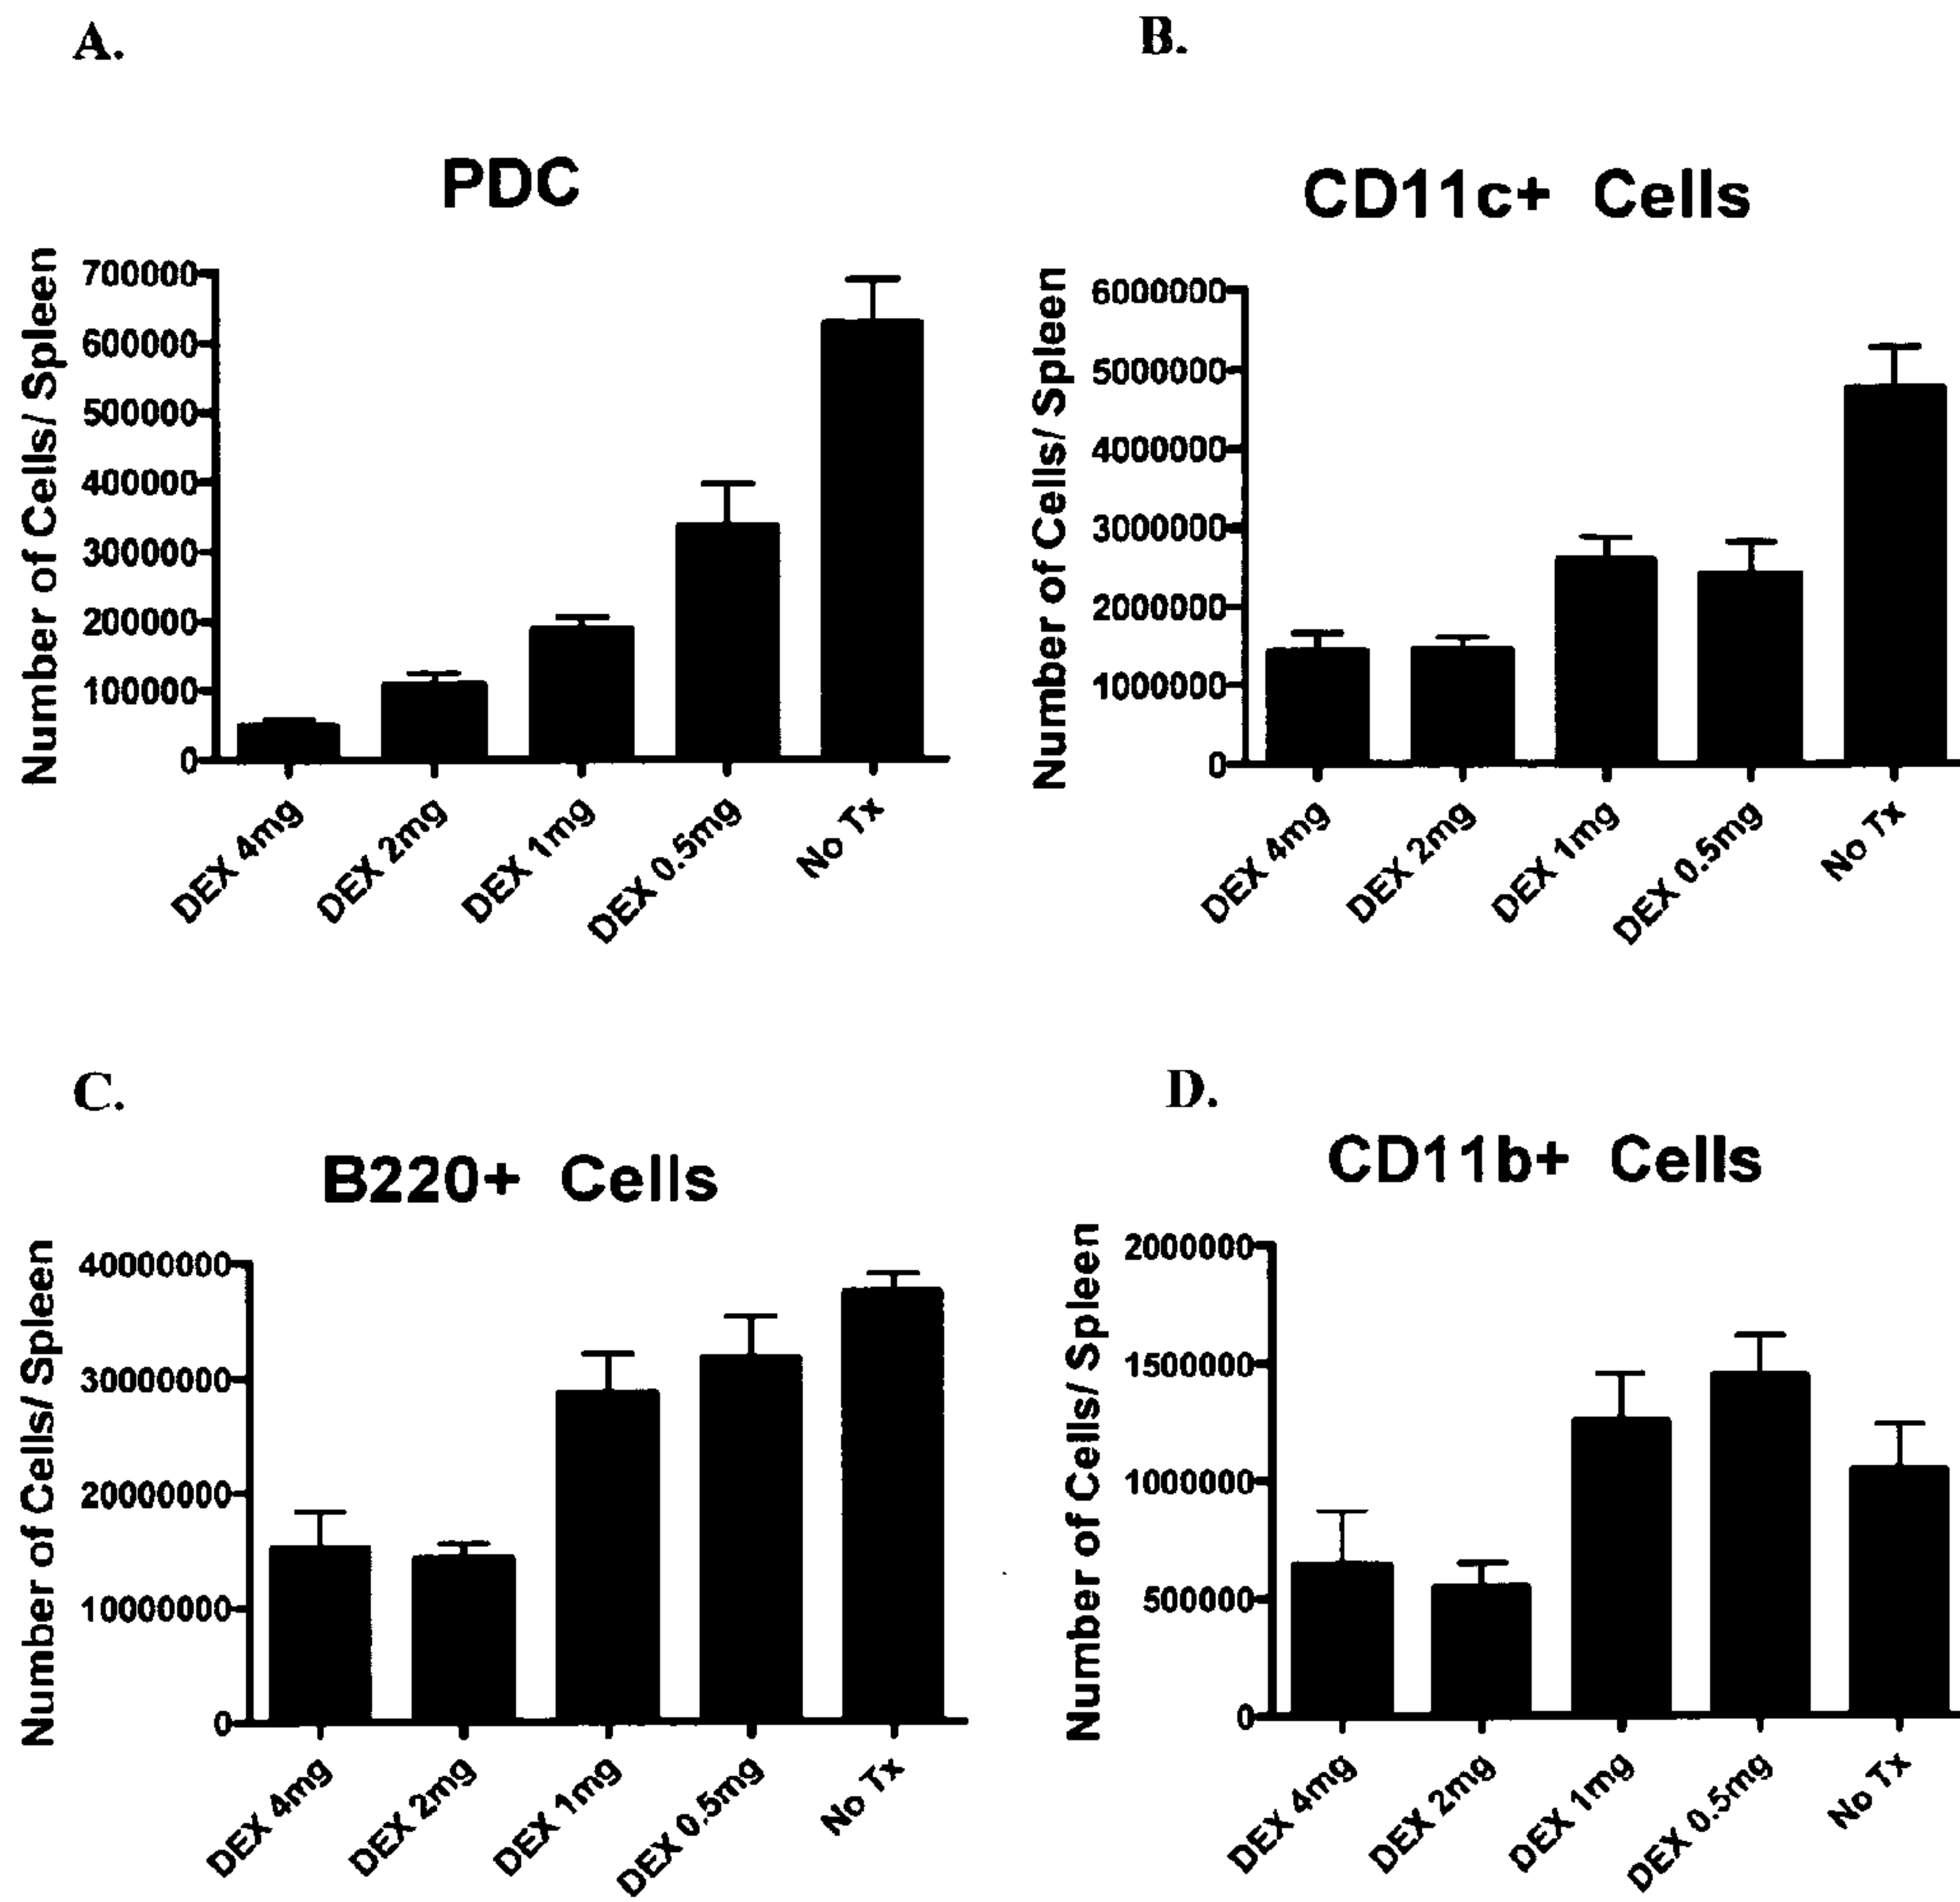 A.
PDC
Number of Cells/ Spleen
700000
600000
500000
400000
300000
200000
100000
0
DEX 4mg
DEX 2mg
DEX 1mg
DEX 0.5mg
No Tx
B.
CD11c+ Cells
Number of Cells/ Spleen
6000000
5000000
4000000
3000000
2000000
1000000
0
DEX 4mg
DEX 2mg
DEX 1mg
DEX 0.5mg
No Tx
C.
B220+ Cells
Number of Cells/ Spleen
40000000
30000000
20000000
10000000
0
DEX 4mg
DEX 2mg
DEX 1mg
DEX 0.5mg
No Tx
D.
CD11b+ Cells
Number of Cells/ Spleen
2000000
1500000
1000000
500000
0
DEX 4mg
DEX 2mg
DEX 1mg
DEX 0.5mg
No Tx